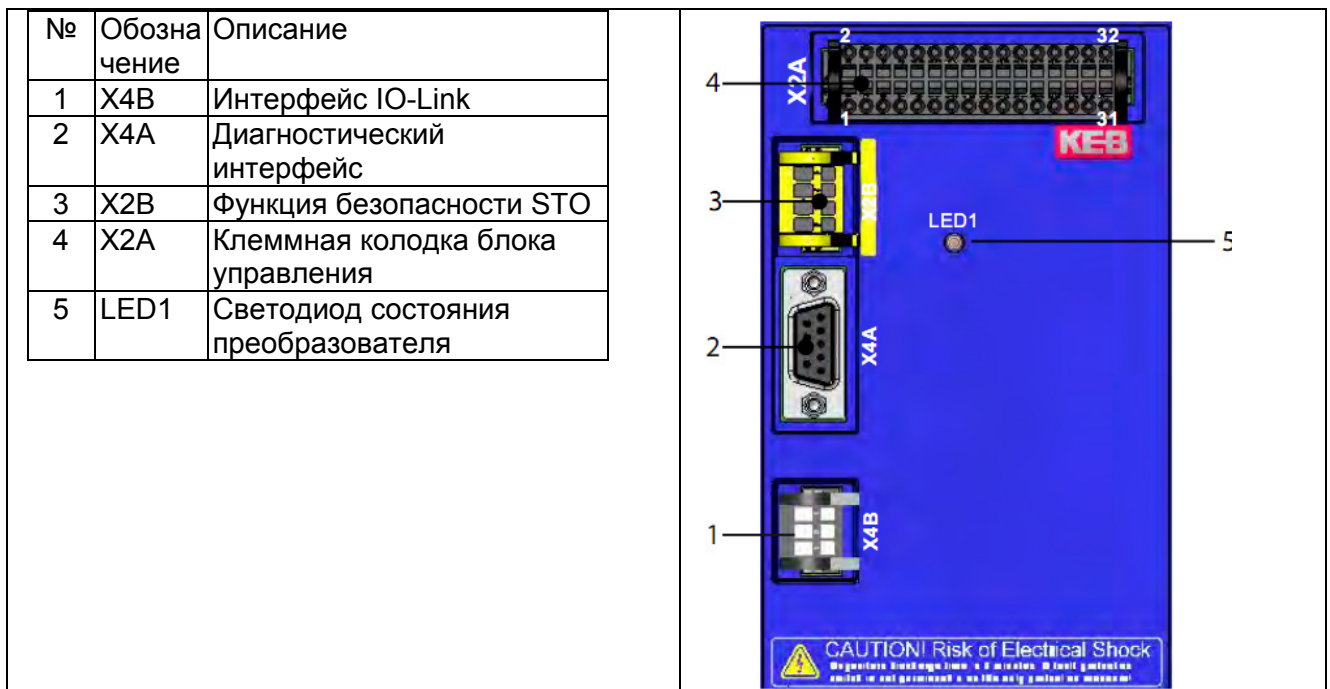 № Обозна Описание
чение
1 X4B Интерфейс IO-Link
2 X4A Диагностический
интерфейс
3 X2B Функция безопасности STO
4 X2A Клеммная колодка блока
управления
5 LED1 Светодиод состояния
преобразователя
2 32
X2A
4
1 31
KEB
3
X2B
LED1
5
2
X4A
1
X4B
CAUTION! Risk of Electrical Shock